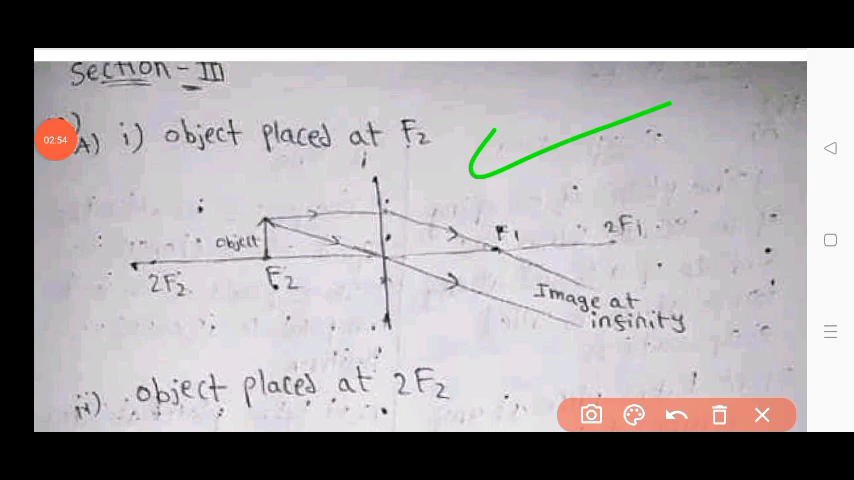 Section - III
A) i) object placed at F2
F1
2F1
object
2F2
F2
Image at
infinity
ii) object placed at 2F2
02:54